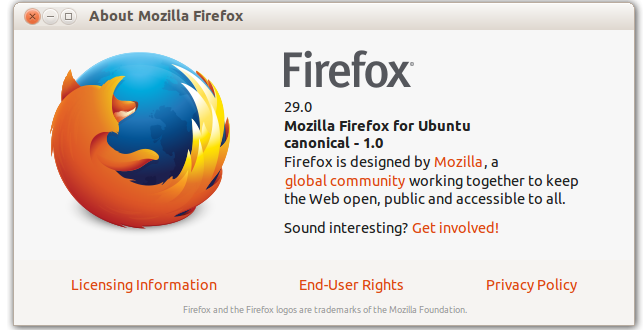 About Mozilla Firefox
Firefox®
29.0
Mozilla Firefox for Ubuntu
canonical - 1.0
Firefox is designed by Mozilla, a
global community working together to keep
the Web open, public and accessible to all.
Sound interesting? Get involved!
Licensing Information End-User Rights Privacy Policy
Firefox and the Firefox logos are trademarks of the Mozilla Foundation.